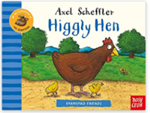 Axel Scheffler
Higgly Hen
FARMYARD FRIENDS
NOSY
CROW